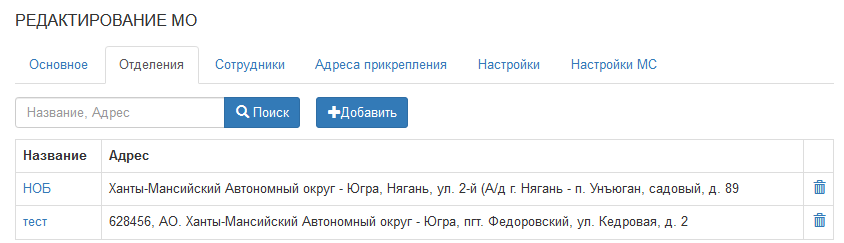 РЕДАКТИРОВАНИЕ МО
Основное Отделения Сотрудники Адреса прикрепления Настройки Настройки МС
Название, Адрес Поиск Добавить
Название Адрес
НОБ Ханты-Мансийский Автономный округ - Югра, Нягань, ул. 2-й (А/д г. Нягань - п. Унъюган, садовый, д. 89
тест 628456, АО. Ханты-Мансийский Автономный округ - Югра, пгт. Федоровский, ул. Кедровая, д. 2